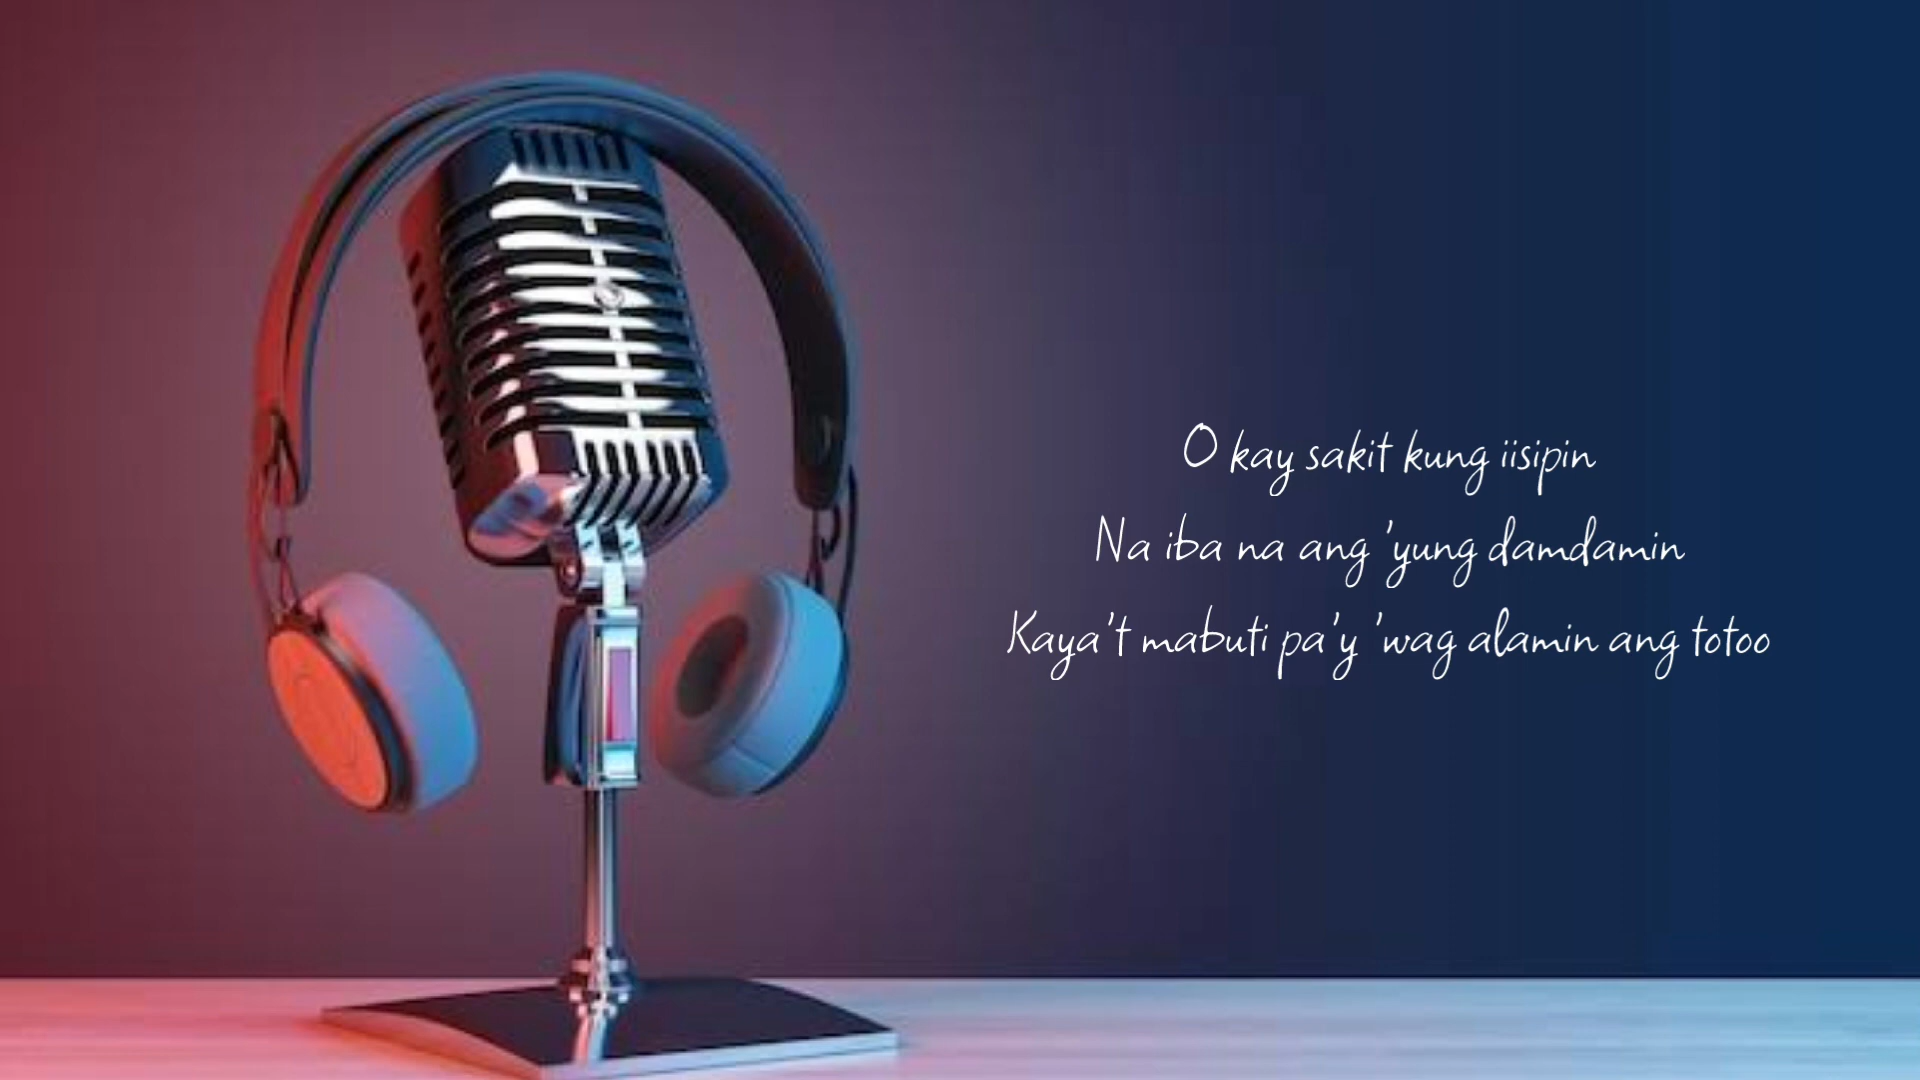 O kay sakit kung iisipin
Na iba na ang 'yung damdamin
Kaya't mabuti pa'y 'wag alamin ang totoo